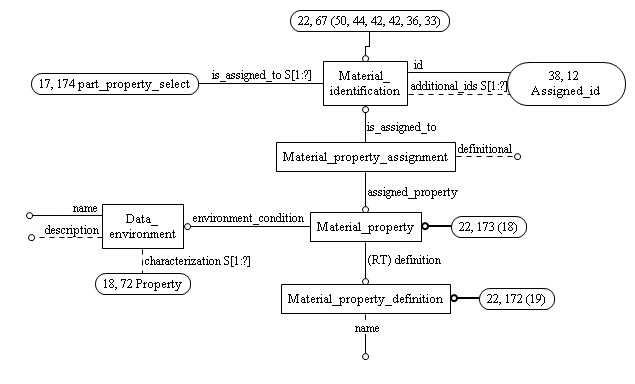 22, 67 (50, 44, 42, 42, 36, 33)
id
is_assigned_to S[1:?]
Material_
identification
17, 174 part_property_select
additional_ids S[1:?]
38, 12
Assigned_id
is_assigned_to
Material_property_assignment
definitional
assigned_property
name
description
Data_
environment
environment_condition
Material_property
22, 173 (18)
characterization S[1:?]
(RT) definition
18, 72 Property
Material_property_definition
22, 172 (19)
name